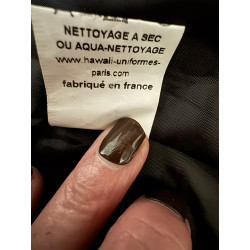 NETTOYAGE A SEC
OU AQUA-NETTOYAGE
www.hawaii-uniformes-
paris.com
fabriqué en france